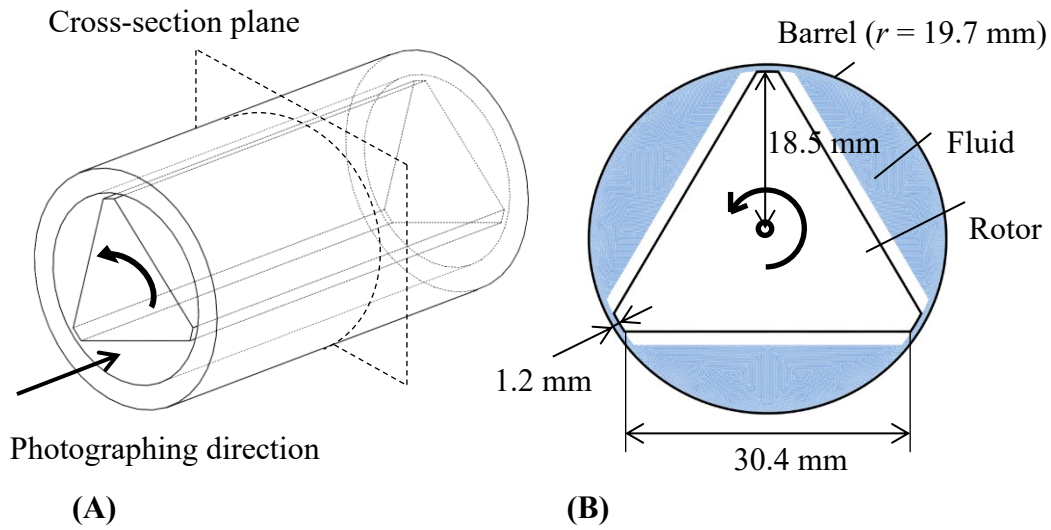 Cross-section plane
Photographing direction
(A)
Barrel (r = 19.7 mm)
18.5 mm
Fluid
Rotor
1.2 mm
30.4 mm
(B)